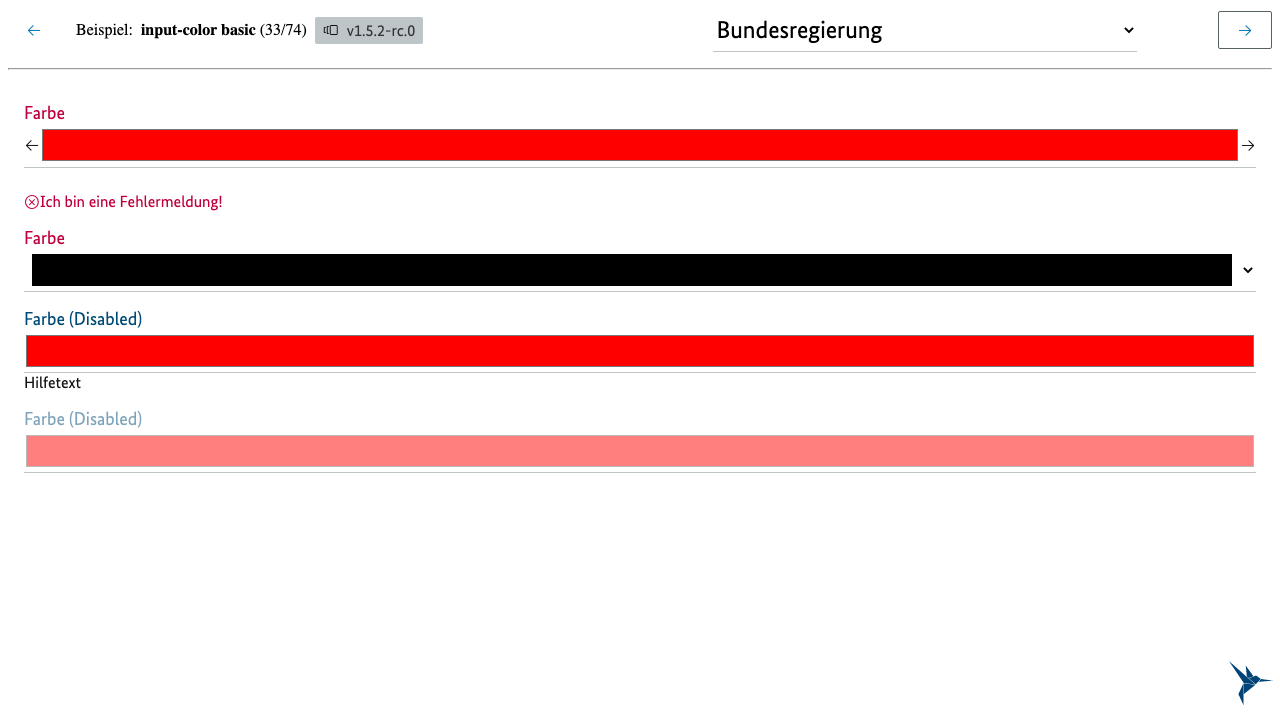 Beispiel: input-color basic (33/74) v1.5.2-rc.0 Bundesregierung
Farbe
Ich bin eine Fehlermeldung!
Farbe
Farbe (Disabled)
Hilfetext
Farbe (Disabled)